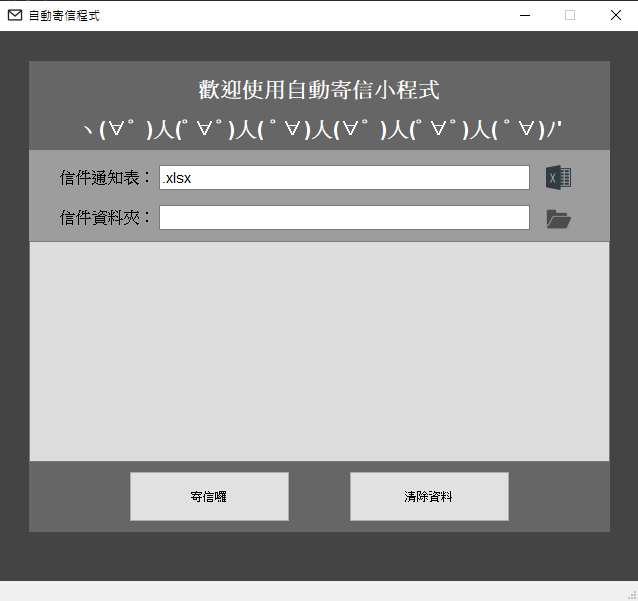 自動寄信程式
歡迎使用自動寄信小程式
ヽ(∀ﾟ )人(ﾟ∀ﾟ)人( ﾟ∀)人(∀ﾟ )人(ﾟ∀ﾟ)人( ﾟ∀)ﾉ'
信件通知表： .xlsx
信件資料夾：
寄信囉 清除資料